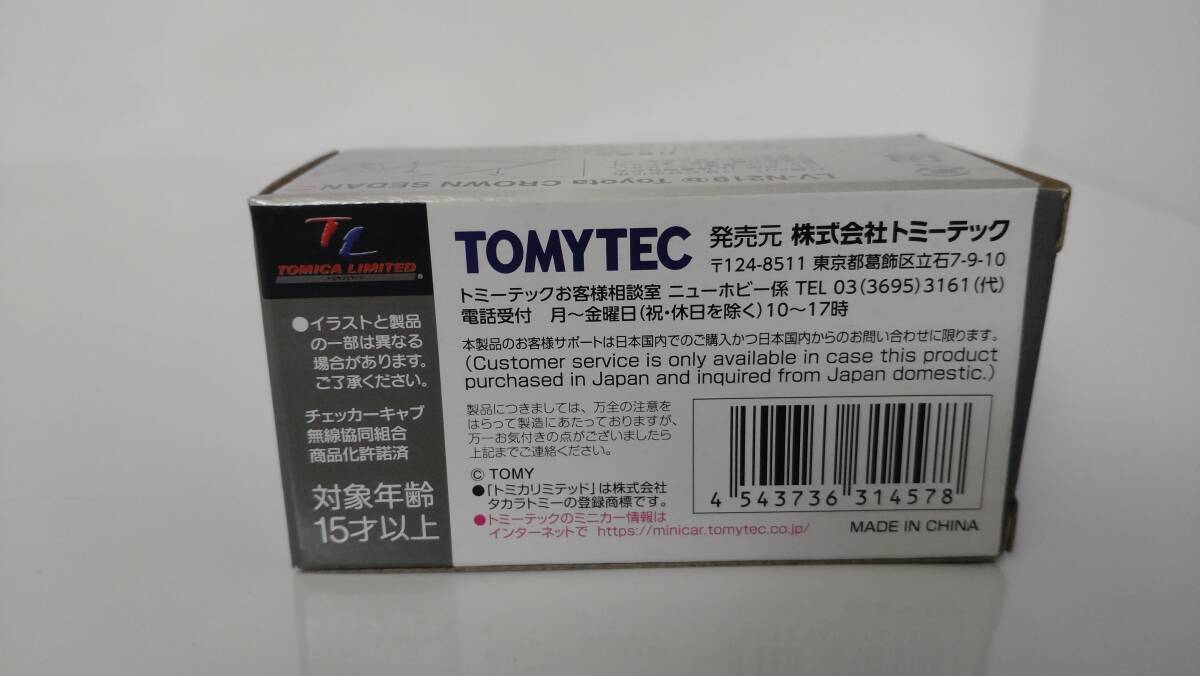 LV-N219b Toyota CROWN SEDAN
TL
TOMICA LIMITED
●イラストと製品
の一部は異なる
場合があります。
ご了承ください。
チェッカーキャブ
無線協同組合
商品化許諾済
対象年齢
15才以上
TOMYTEC 発売元 株式会社トミーテック
〒124-8511 東京都葛飾区立石7-9-10
トミーテックお客様相談室 ニューホビー係 TEL 03(3695)3161(代)
電話受付 月〜金曜日(祝・休日を除く)10〜17時
本製品のお客様サポートは日本国内でのご購入かつ日本国内からのお問い合わせに限ります。
(Customer service is only available in case this product
purchased in Japan and inquired from Japan domestic.)
製品につきましては、万全の注意を
はらって製造にあたっておりますが、
万一お気付きの点がございましたら
上記までご連絡ください。
© TOMY
●「トミカリミテッド」は株式会社
タカラトミーの登録商標です。
●トミーテックのミニカー情報は
インターネットで https://minicar.tomytec.co.jp/
4 543736 314578
MADE IN CHINA